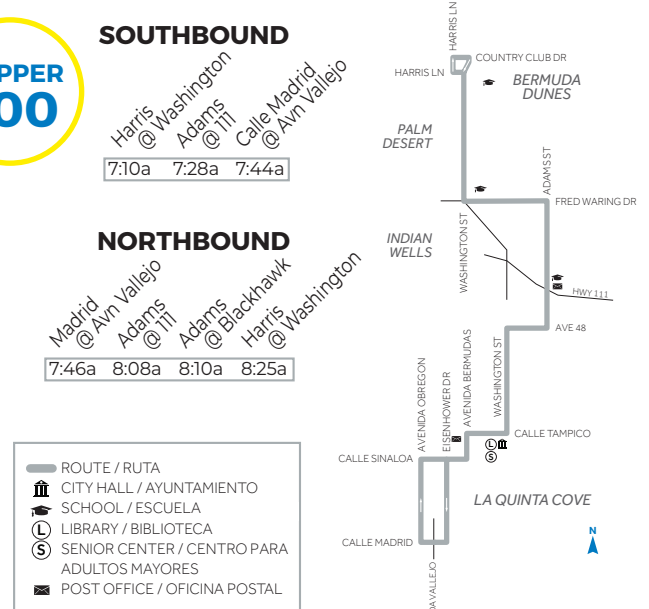 PPER
00
SOUTHBOUND
Harris
@ Washington
Adams
@ 111
Calle Madrid
@ Avn Vallejo
7:10a 7:28a 7:44a
NORTHBOUND
Madrid
@ Avn Vallejo
Adams
@ 111
Adams
@ Blackhawk
Harris
@ Washington
7:46a 8:08a 8:10a 8:25a
ROUTE / RUTA
CITY HALL / AYUNTAMIENTO
SCHOOL / ESCUELA
L LIBRARY / BIBLIOTECA
S SENIOR CENTER / CENTRO PARA
ADULTOS MAYORES
POST OFFICE / OFICINA POSTAL
HARRIS LN
COUNTRY CLUB DR
HARRIS LN
BERMUDA
DUNES
PALM
DESERT
ADAMS ST
FRED WARING DR
INDIAN
WELLS
WASHINGTON ST
HWY 111
AVE 48
AVENIDA OBREGON
EISENHOWER DR
AVENIDA BERMUDAS
WASHINGTON ST
CALLE TAMPICO
L
S
CALLE SINALOA
LA QUINTA COVE
CALLE MADRID
DA VALLEJO
N